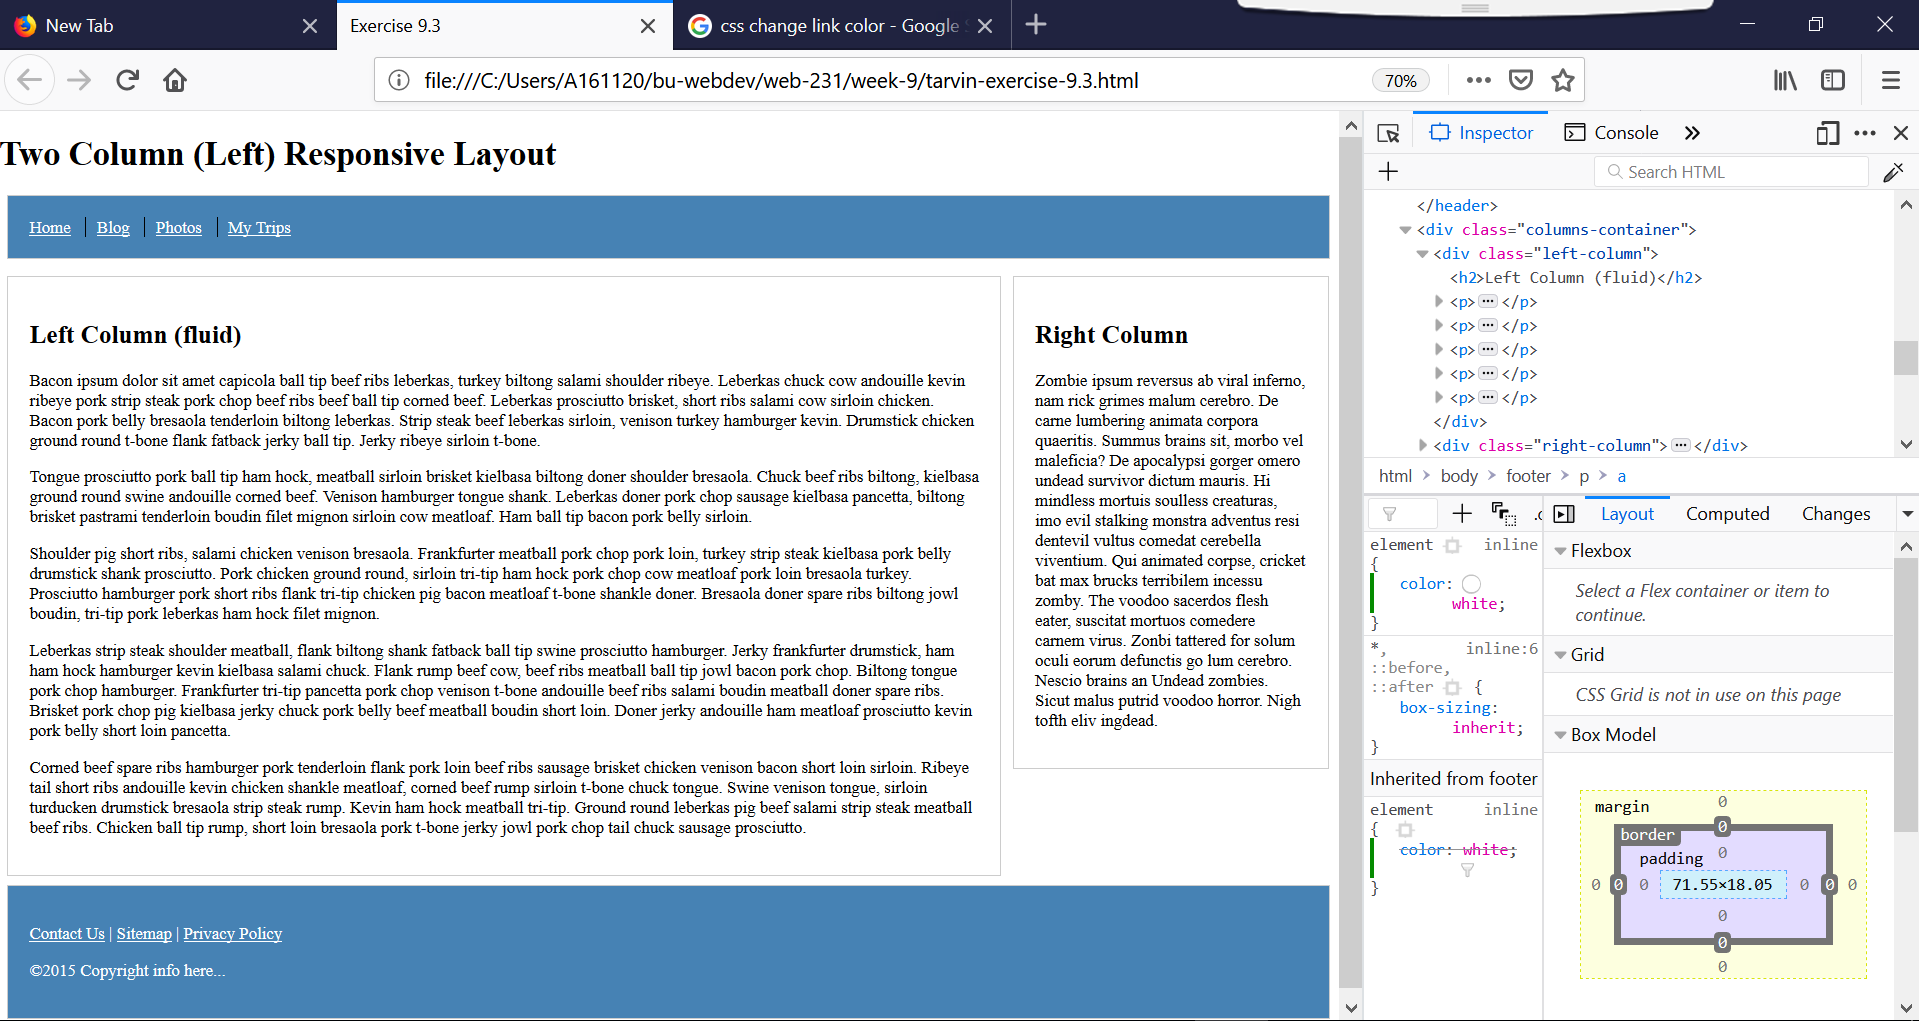 New Tab
Exercise 9.3
css change link color - Google
file:///C:/Users/A161120/bu-webdev/web-231/week-9/tarvin-exercise-9.3.html
70%
Two Column (Left) Responsive Layout
Home Blog Photos My Trips
Left Column (fluid)
Bacon ipsum dolor sit amet capicola ball tip beef ribs leberkas, turkey biltong salami shoulder ribeye. Leberkas chuck cow andouille kevin
ribeye pork strip steak pork chop beef ribs beef ball tip corned beef. Leberkas prosciutto brisket, short ribs salami cow sirloin chicken.
Bacon pork belly bresaola tenderloin biltong leberkas. Strip steak beef leberkas sirloin, venison turkey hamburger kevin. Drumstick chicken
ground round t-bone flank fatback jerky ball tip. Jerky ribeye sirloin t-bone.
Tongue prosciutto pork ball tip ham hock, meatball sirloin brisket kielbasa biltong doner shoulder bresaola. Chuck beef ribs biltong, kielbasa
ground round swine andouille corned beef. Venison hamburger tongue shank. Leberkas doner pork chop sausage kielbasa pancetta, biltong
brisket pastrami tenderloin boudin filet mignon sirloin cow meatloaf. Ham ball tip bacon pork belly sirloin.
Shoulder pig short ribs, salami chicken venison bresaola. Frankfurter meatball pork chop pork loin, turkey strip steak kielbasa pork belly
drumstick shank prosciutto. Pork chicken ground round, sirloin tri-tip ham hock pork chop cow meatloaf pork loin bresaola turkey.
Prosciutto hamburger pork short ribs flank tri-tip chicken pig bacon meatloaf t-bone shankle doner. Bresaola doner spare ribs biltong jowl
boudin, tri-tip pork leberkas ham hock filet mignon.
Leberkas strip steak shoulder meatball, flank biltong shank fatback ball tip swine prosciutto hamburger. Jerky frankfurter drumstick, ham
ham hock hamburger kevin kielbasa salami chuck. Flank rump beef cow, beef ribs meatball ball tip jowl bacon pork chop. Biltong tongue
pork chop hamburger. Frankfurter tri-tip pancetta pork chop venison t-bone andouille beef ribs salami boudin meatball doner spare ribs.
Brisket pork chop pig kielbasa jerky chuck pork belly beef meatball boudin short loin. Doner jerky andouille ham meatloaf prosciutto kevin
pork belly short loin pancetta.
Corned beef spare ribs hamburger pork tenderloin flank pork loin beef ribs sausage brisket chicken venison bacon short loin sirloin. Ribeye
tail short ribs andouille kevin chicken shankle meatloaf, corned beef rump sirloin t-bone chuck tongue. Swine venison tongue, sirloin
turducken drumstick bresaola strip steak rump. Kevin ham hock meatball tri-tip. Ground round leberkas pig beef salami strip steak meatball
beef ribs. Chicken ball tip rump, short loin bresaola pork t-bone jerky jowl pork chop tail chuck sausage prosciutto.
Right Column
Zombie ipsum reversus ab viral inferno,
nam rick grimes malum cerebro. De
carne lumbering animata corpora
quaeritis. Summus brains sit, morbo vel
maleficia? De apocalypsi gorger omero
undead survivor dictum mauris. Hi
mindless mortuis soulless creaturas,
imo evil stalking monstra adventus resi
dentevil vultus comedat cerebella
viventium. Qui animated corpse, cricket
bat max brucks terribilem incessu
zomby. The voodoo sacerdos flesh
eater, suscitat mortuos comedere
carnem virus. Zonbi tattered for solum
oculi eorum defunctis go lum cerebro.
Nescio brains an Undead zombies.
Sicut malus putrid voodoo horror. Nigh
tofth eliv ingdead.
Contact Us | Sitemap | Privacy Policy
©2015 Copyright info here...
Inspector
Console
Search HTML
</header>
<div class="columns-container">
<div class="left-column">
<h2>Left Column (fluid)</h2>
<p>···</p>
<p>···</p>
<p>···</p>
<p>···</p>
<p>···</p>
</div>
<div class="right-column">···</div>
html > body > footer > p > a
Layout Computed Changes
element inline
{
color: white;
}
*, inline:6
::before,
::after {
box-sizing:
inherit;
}
Inherited from footer
element inline
{
color: white;
}
Flexbox
Select a Flex container or item to
continue.
Grid
CSS Grid is not in use on this page
Box Model
margin 0
border 0
padding 0
0 0 0 71.55×18.05 0 0 0
0
0
0